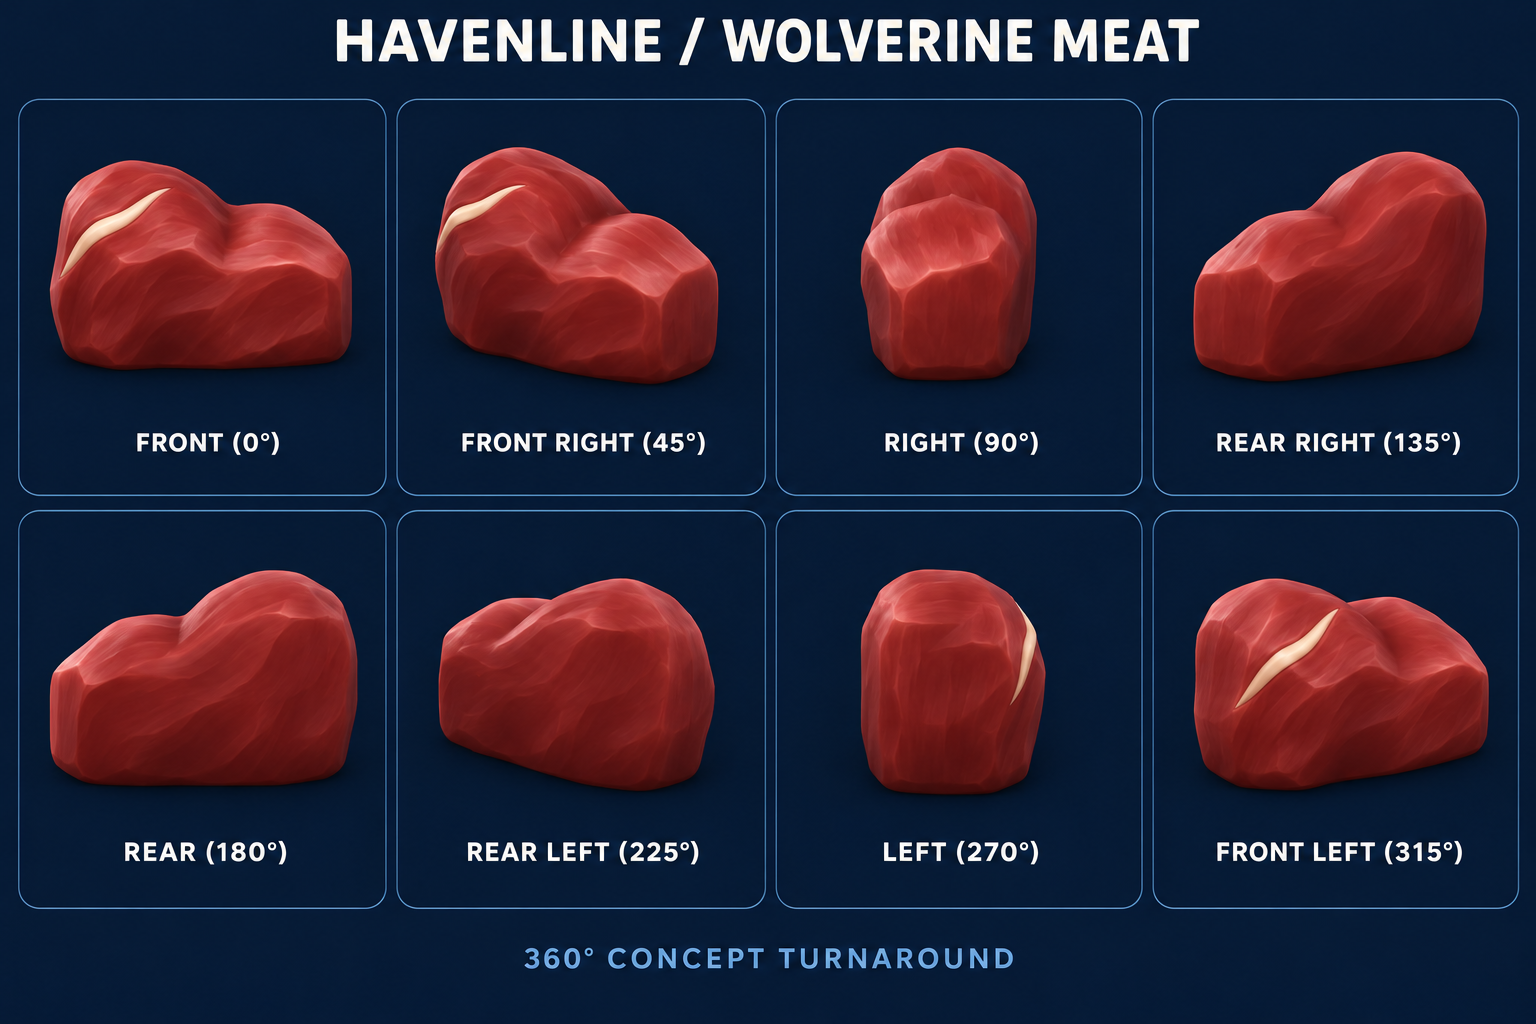 HAVENLINE / WOLVERINE MEAT
FRONT (0°)
FRONT RIGHT (45°)
RIGHT (90°)
REAR RIGHT (135°)
REAR (180°)
REAR LEFT (225°)
LEFT (270°)
FRONT LEFT (315°)
360° CONCEPT TURNAROUND